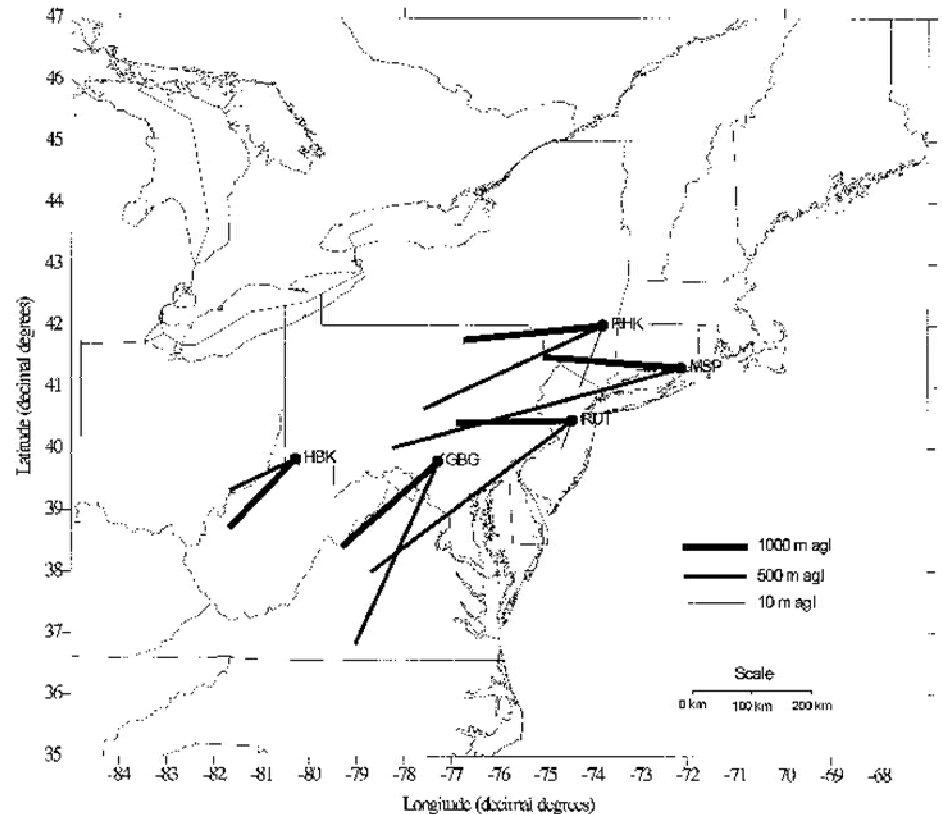 47
46
45
44
43
42
41
40
39
38
37
36
35
Latitude (decimal degrees)
RHK
MSP
RUT
HBK
GBG
1000 m agl
500 m agl
10 m agl
Scale
0 km 100 km 200 km
-84 -83 -82 -81 -80 -79 -78 -77 -76 -75 -74 -73 -72 -71 70 -69 -68
Longitude (decimal degrees)